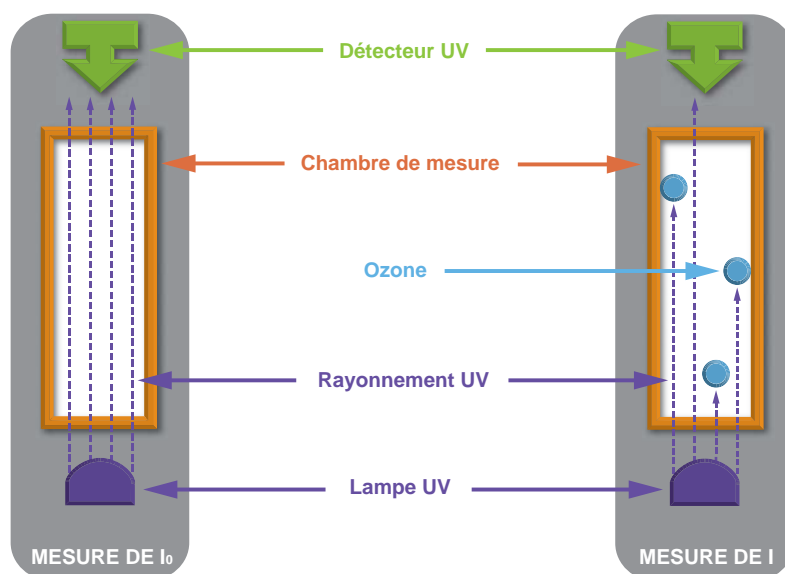 Détecteur UV
Chambre de mesure
Ozone
Rayonnement UV
Lampe UV
MESURE DE I₀
MESURE DE I